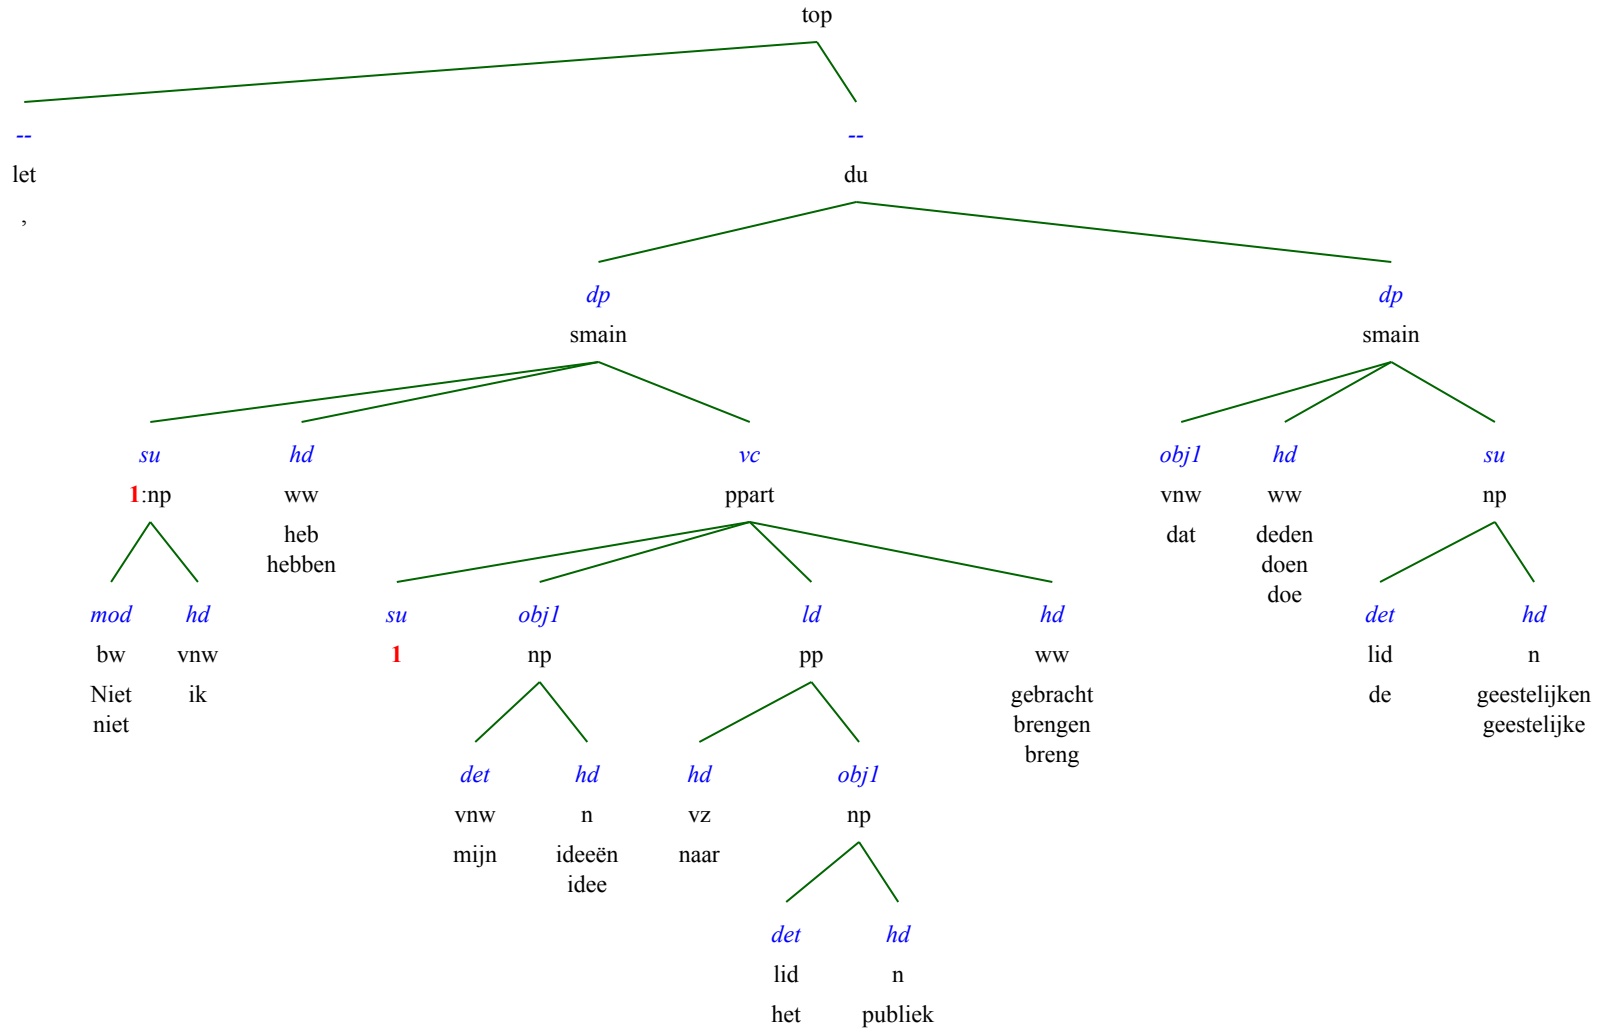 top
-- --
let du
,
dp dp
smain smain
su hd vc obj1 hd su
1:np ww ppart vnw ww np
heb dat deden
hebben doen
doe
mod hd su obj1 ld hd det hd
bw vnw 1 np pp ww lid n
Niet ik gebracht de geestelijken
niet brengen geestelijke
breng
det hd hd obj1
vnw n vz np
mijn ideeën naar
idee
det hd
lid n
het publiek